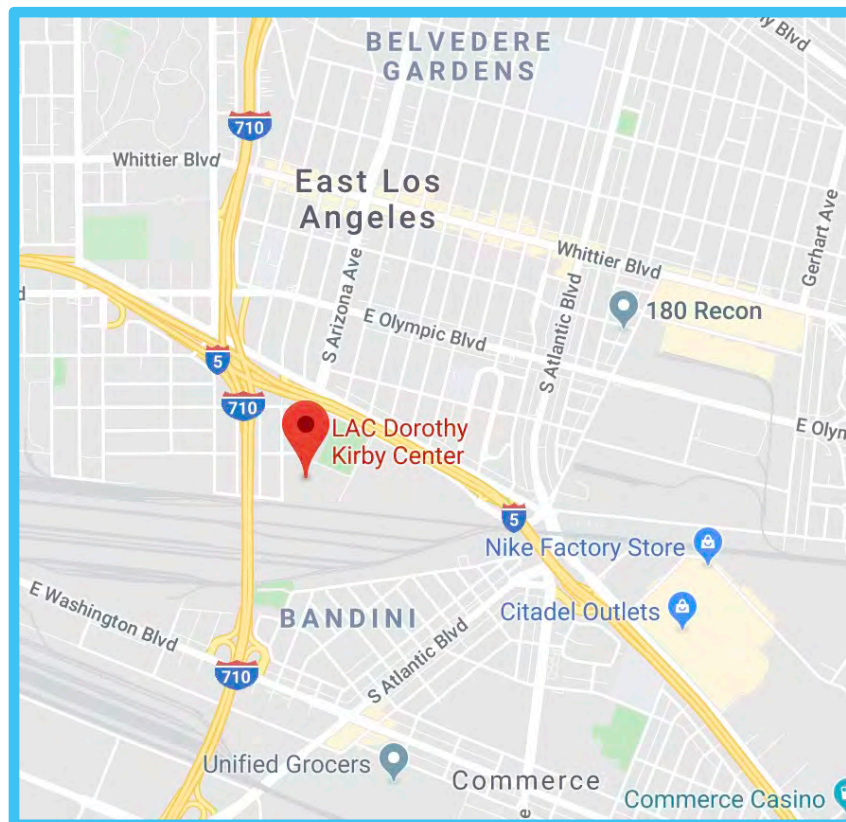 ly Blvd
BELVEDERE
GARDENS
710
Whittier Blvd
East Los
Angeles
Gerhart Ave
Whittier Blvd
S Arizona Ave
d
180 Recon
E Olympic Blvd
S Atlantic Blvd
5
710
E Olym
LAC Dorothy
Kirby Center
5
Nike Factory Store
E Washington Blvd
Citadel Outlets
BANDINI
S Atlantic Blvd
710
Unified Grocers
Commerce
Commerce Casino
e